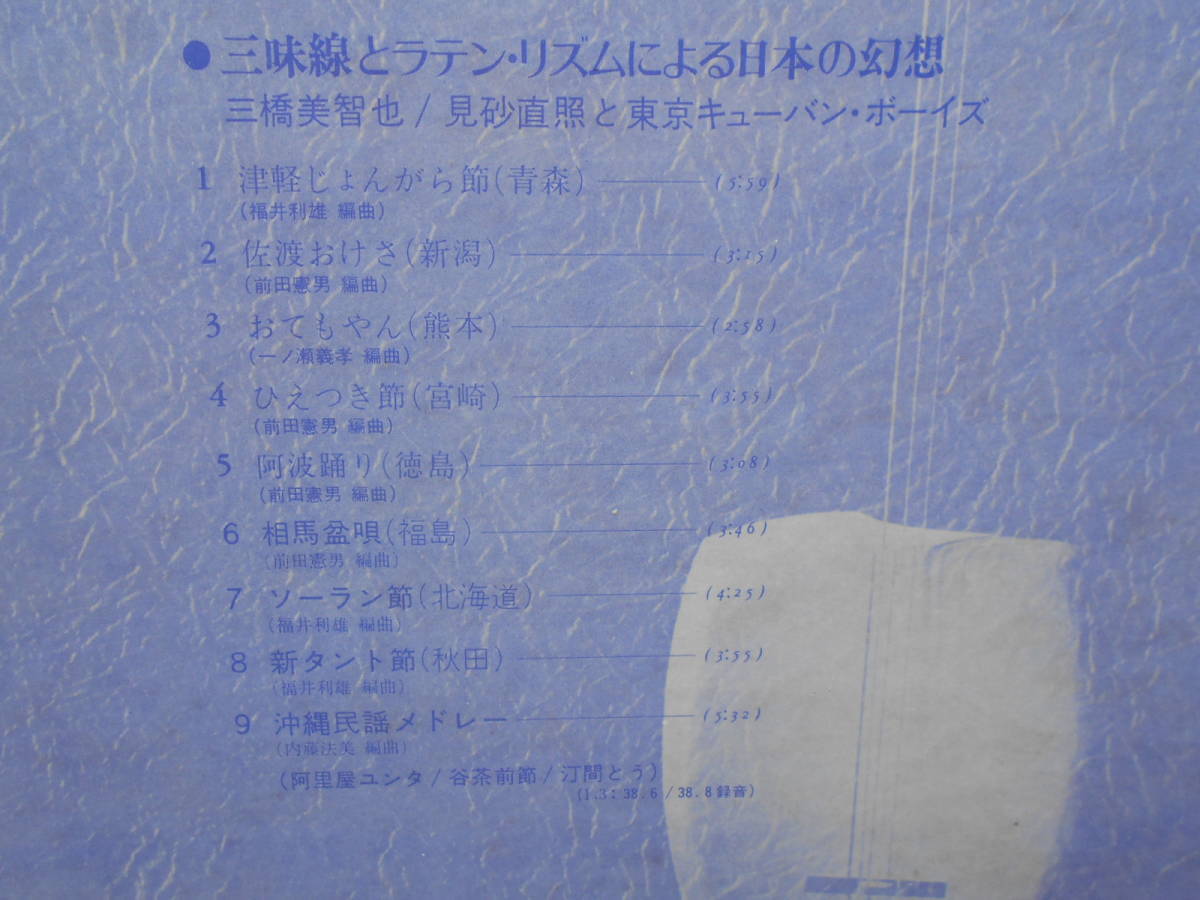 ●三味線とラテン・リズムによる日本の幻想
三橋美智也/見砂直照と東京キューバン・ボーイズ
1 津軽じょんがら節(青森) (5:59)
(福井利雄 編曲)
2 佐渡おけさ(新潟) (3:15)
(前田憲男 編曲)
3 おてもやん(熊本) (2:58)
(一ノ瀬義孝 編曲)
4 ひえつき節(宮崎) (3:55)
(前田憲男 編曲)
5 阿波踊り(徳島) (3:08)
(前田憲男 編曲)
6 相馬盆唄(福島) (3:46)
(前田憲男 編曲)
7 ソーラン節(北海道) (4:25)
(福井利雄 編曲)
8 新タント節(秋田) (3:55)
(福井利雄 編曲)
9 沖縄民謡メドレー (5:32)
(内藤法美 編曲)
(阿里屋ユンタ/谷茶前節/汀間とう)
(1.3:38.6/38.8録音)